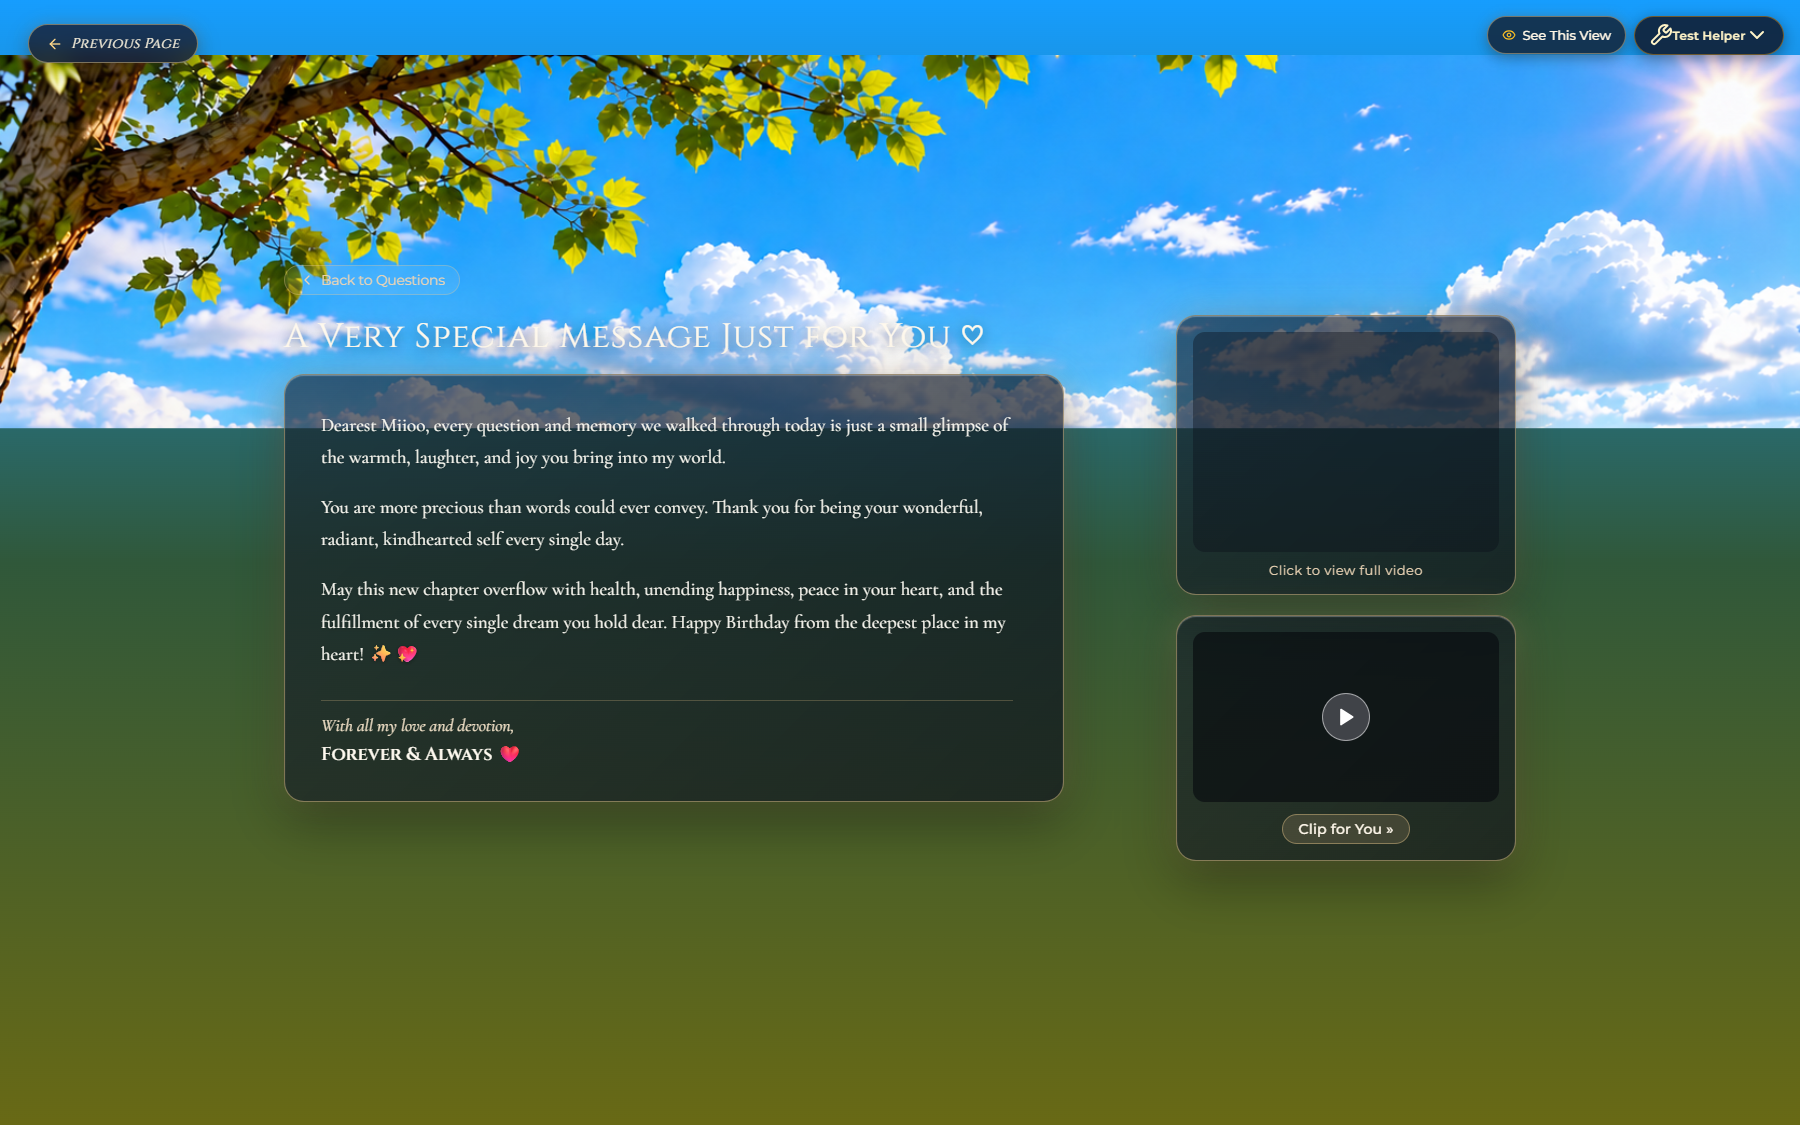 Previous Page
See This View
Test Helper
Back to Questions
A Very Special Message Just for You ♡
Dearest Miioo, every question and memory we walked through today is just a small glimpse of
the warmth, laughter, and joy you bring into my world.
You are more precious than words could ever convey. Thank you for being your wonderful,
radiant, kindhearted self every single day.
May this new chapter overflow with health, unending happiness, peace in your heart, and the
fulfillment of every single dream you hold dear. Happy Birthday from the deepest place in my
heart! ✨ 💖
With all my love and devotion,
Forever & Always ❤️
Click to view full video
Clip for You »